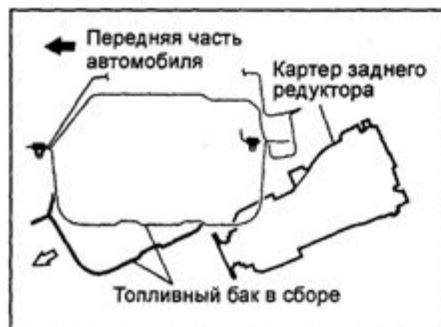 Передняя часть
автомобиля
Картер заднего
редуктора
Топливный бак в сборе